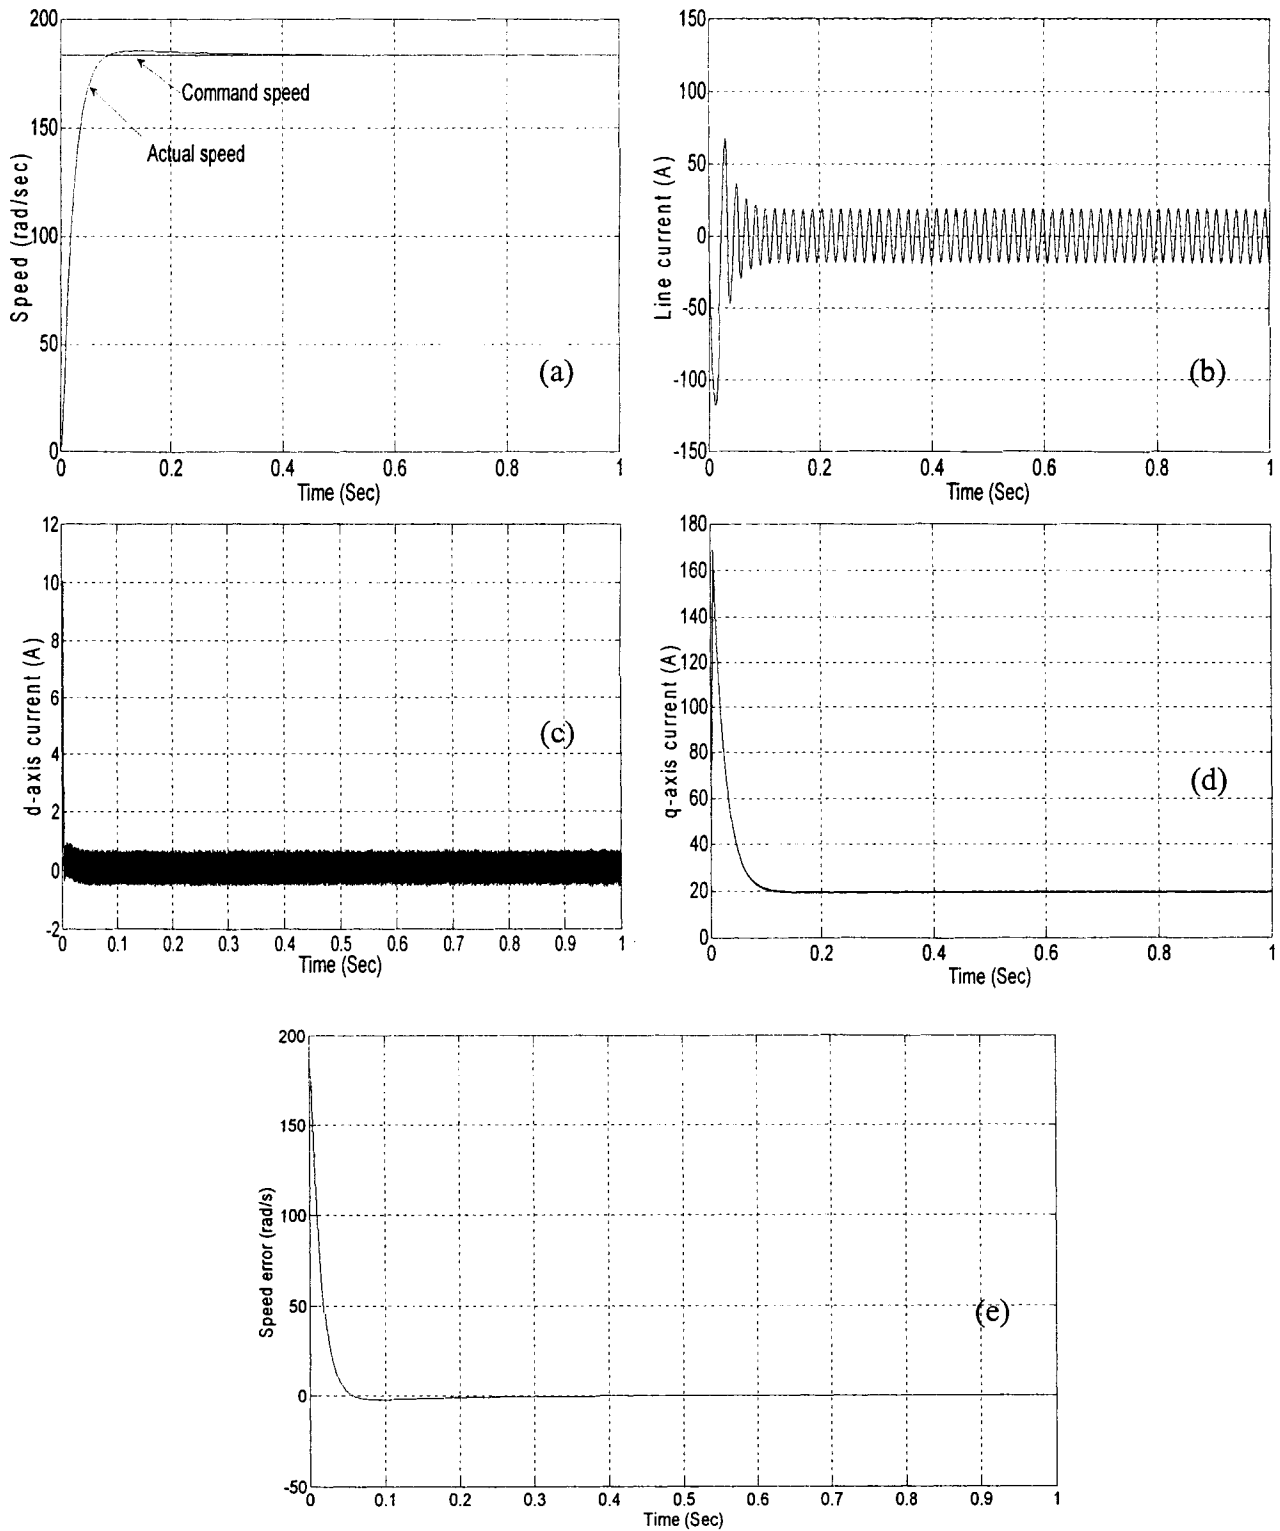 200
150
100
50
0
Speed (rad/sec)
Command speed
Actual speed
(a)
0 0.2 0.4 0.6 0.8 1
Time (Sec)
150
100
50
0
-50
-100
-150
Line current (A)
(b)
0 0.2 0.4 0.6 0.8 1
Time (Sec)
12
10
8
6
4
2
0
-2
d-axis current (A)
(c)
0 0.1 0.2 0.3 0.4 0.5 0.6 0.7 0.8 0.9 1
Time (Sec)
180
160
140
120
100
80
60
40
20
0
q-axis current (A)
(d)
0 0.2 0.4 0.6 0.8 1
Time (Sec)
200
150
100
50
0
-50
Speed error (rad/s)
(e)
0 0.1 0.2 0.3 0.4 0.5 0.6 0.7 0.8 0.9 1
Time (Sec)